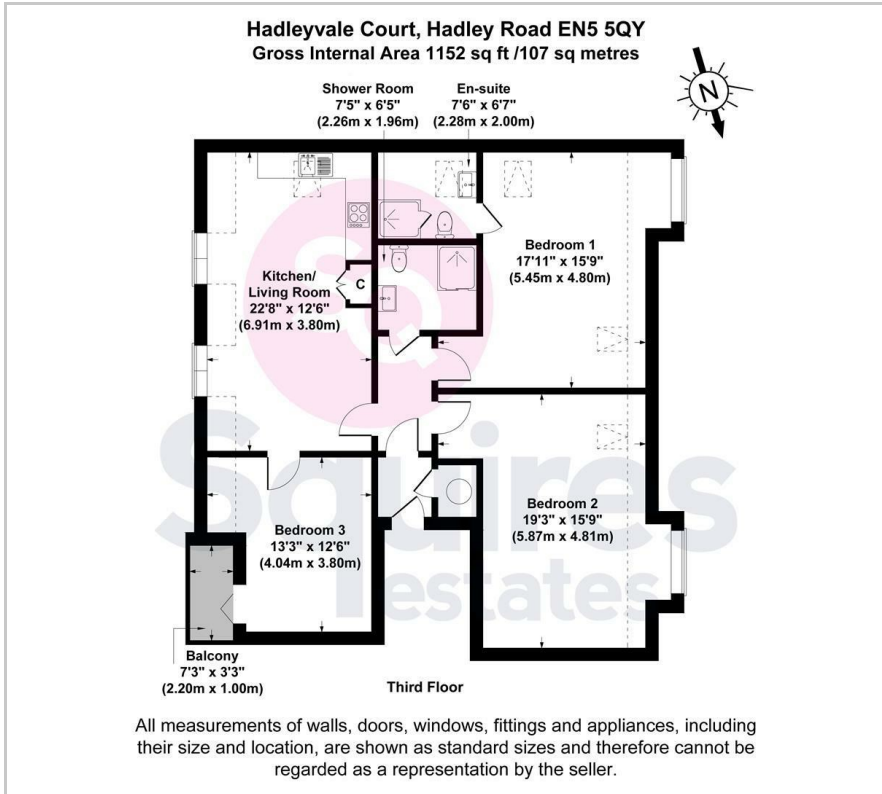 Hadleyvale Court, Hadley Road EN5 5QY
Gross Internal Area 1152 sq ft /107 sq metres
N
Shower Room
7'5" x 6'5"
(2.26m x 1.96m)
En-suite
7'6" x 6'7"
(2.28m x 2.00m)
Kitchen/
Living Room
22'8" x 12'6"
(6.91m x 3.80m)
C
Bedroom 1
17'11" x 15'9"
(5.45m x 4.80m)
SQ
Squires
estates
Bedroom 3
13'3" x 12'6"
(4.04m x 3.80m)
Bedroom 2
19'3" x 15'9"
(5.87m x 4.81m)
Balcony
7'3" x 3'3"
(2.20m x 1.00m)
Third Floor
All measurements of walls, doors, windows, fittings and appliances, including
their size and location, are shown as standard sizes and therefore cannot be
regarded as a representation by the seller.